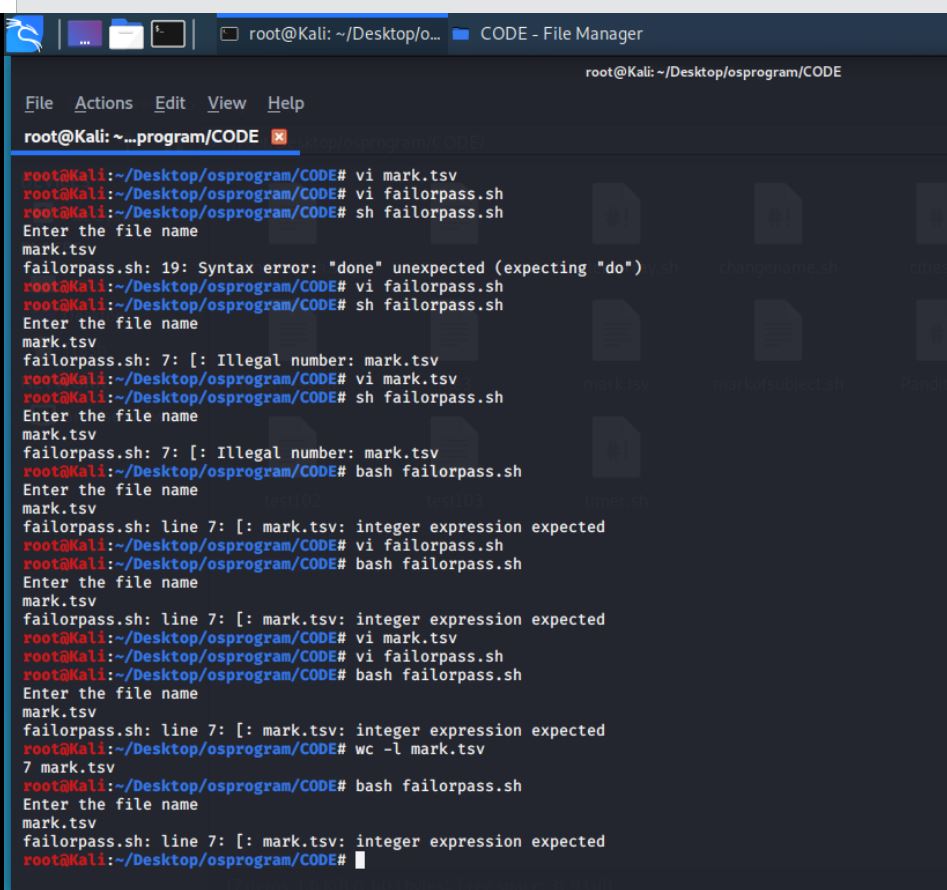 root@Kali: ~/Desktop/o... CODE - File Manager
root@Kali: ~/Desktop/osprogram/CODE
File Actions Edit View Help
root@Kali: ~...program/CODE
root@Kali:~/Desktop/osprogram/CODE# vi mark.tsv
root@Kali:~/Desktop/osprogram/CODE# vi failorpass.sh
root@Kali:~/Desktop/osprogram/CODE# sh failorpass.sh
Enter the file name
mark.tsv
failorpass.sh: 19: Syntax error: "done" unexpected (expecting "do")
changename.sh
root@Kali:~/Desktop/osprogram/CODE# vi failorpass.sh
root@Kali:~/Desktop/osprogram/CODE# sh failorpass.sh
Enter the file name
mark.tsv
failorpass.sh: 7: [: Illegal number: mark.tsv
root@Kali:~/Desktop/osprogram/CODE# vi mark.tsv
mark.tsv markofsubject.sh
root@Kali:~/Desktop/osprogram/CODE# sh failorpass.sh
Enter the file name
mark.tsv
failorpass.sh: 7: [: Illegal number: mark.tsv
root@Kali:~/Desktop/osprogram/CODE# bash failorpass.sh
Enter the file name
test102 test103 timer.sh
mark.tsv
failorpass.sh: line 7: [: mark.tsv: integer expression expected
root@Kali:~/Desktop/osprogram/CODE# vi failorpass.sh
root@Kali:~/Desktop/osprogram/CODE# bash failorpass.sh
Enter the file name
mark.tsv
failorpass.sh: line 7: [: mark.tsv: integer expression expected
root@Kali:~/Desktop/osprogram/CODE# vi mark.tsv
root@Kali:~/Desktop/osprogram/CODE# vi failorpass.sh
root@Kali:~/Desktop/osprogram/CODE# bash failorpass.sh
Enter the file name
mark.tsv
failorpass.sh: line 7: [: mark.tsv: integer expression expected
root@Kali:~/Desktop/osprogram/CODE# wc -l mark.tsv
7 mark.tsv
root@Kali:~/Desktop/osprogram/CODE# bash failorpass.sh
Enter the file name
mark.tsv
failorpass.sh: line 7: [: mark.tsv: integer expression expected
root@Kali:~/Desktop/osprogram/CODE#